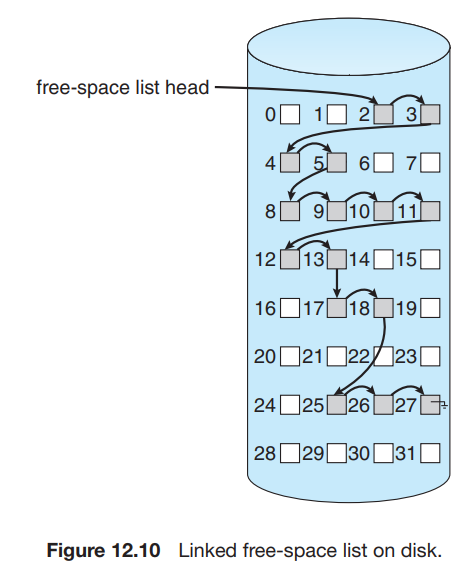 free-space list head
0 1 2 3
4 5 6 7
8 9 10 11
12 13 14 15
16 17 18 19
20 21 22 23
24 25 26 27
28 29 30 31
Figure 12.10 Linked free-space list on disk.